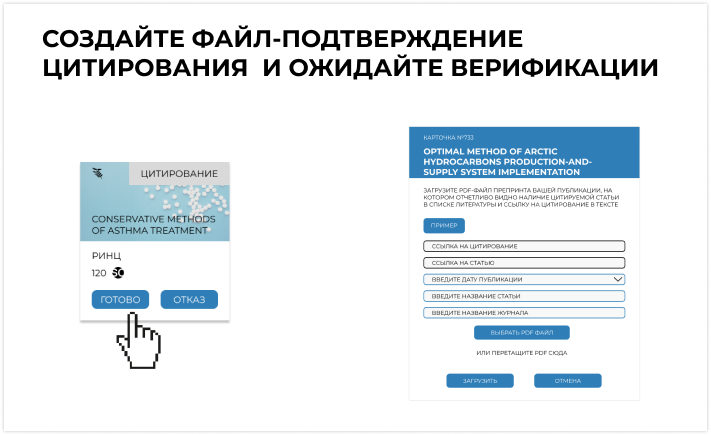 СОЗДАЙТЕ ФАЙЛ-ПОДТВЕРЖДЕНИЕ
ЦИТИРОВАНИЯ И ОЖИДАЙТЕ ВЕРИФИКАЦИИ
ЦИТИРОВАНИЕ
CONSERVATIVE METHODS
OF ASTHMA TREATMENT
РИНЦ
120 SC
ГОТОВО
ОТКАЗ
КАРТОЧКА №733
OPTIMAL METHOD OF ARCTIC
HYDROCARBONS PRODUCTION-AND-
SUPPLY SYSTEM IMPLEMENTATION
ЗАГРУЗИТЕ PDF-ФАЙЛ ПРЕПРИНТА ВАШЕЙ ПУБЛИКАЦИИ, НА
КОТОРОМ ОТЧЕТЛИВО ВИДНО НАЛИЧИЕ ЦИТИРУЕМОЙ СТАТЬИ
В СПИСКЕ ЛИТЕРАТУРЫ И ССЫЛКУ НА ЦИТИРОВАНИЕ В ТЕКСТЕ
ПРИМЕР
ССЫЛКА НА ЦИТИРОВАНИЕ
ССЫЛКА НА СТАТЬЮ
ВВЕДИТЕ ДАТУ ПУБЛИКАЦИИ
ВВЕДИТЕ НАЗВАНИЕ СТАТЬИ
ВВЕДИТЕ НАЗВАНИЕ ЖУРНАЛА
ВЫБРАТЬ PDF ФАЙЛ
ИЛИ ПЕРЕТАЩИТЕ PDF СЮДА
ЗАГРУЗИТЬ
ОТМЕНА